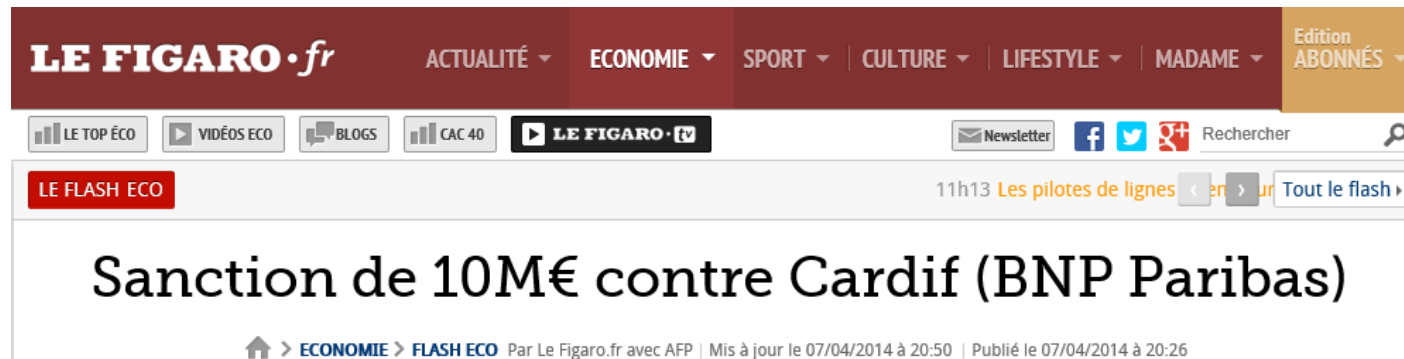 LE FIGARO·fr ACTUALITÉ ECONOMIE SPORT CULTURE LIFESTYLE MADAME Edition ABONNÉS
LE TOP ÉCO VIDÉOS ECO BLOGS CAC 40 LE FIGARO·tv Newsletter Rechercher
LE FLASH ECO 11h13 Les pilotes de lignes Tout le flash
Sanction de 10M€ contre Cardif (BNP Paribas)
> ECONOMIE > FLASH ECO Par Le Figaro.fr avec AFP | Mis à jour le 07/04/2014 à 20:50 | Publié le 07/04/2014 à 20:26